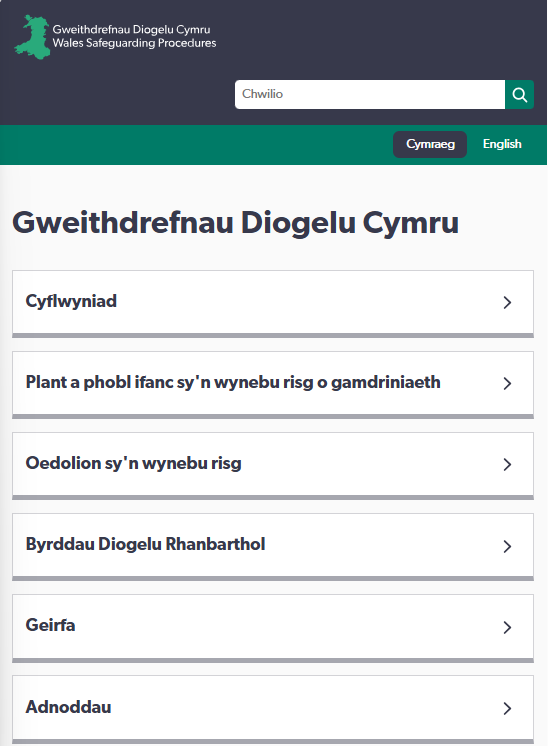 Gweithdrefnau Diogelu Cymru
Wales Safeguarding Procedures
Chwilio
Cymraeg
English
Gweithdrefnau Diogelu Cymru
Cyflwyniad
Plant a phobl ifanc sy'n wynebu risg o gamdriniaeth
Oedolion sy'n wynebu risg
Byrddau Diogelu Rhanbarthol
Geirfa
Adnoddau